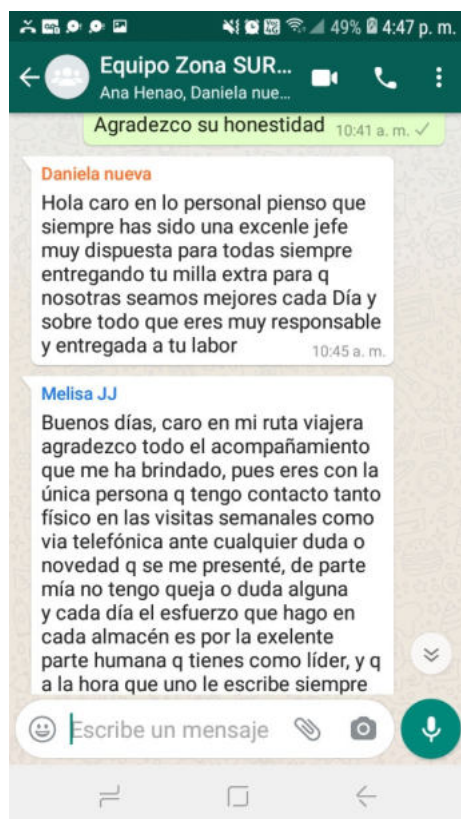 49% 4:47 p. m.
Equipo Zona SUR...
Ana Henao, Daniela nue...
Agradezco su honestidad 10:41 a. m.
Daniela nueva
Hola caro en lo personal pienso que
siempre has sido una excenle jefe
muy dispuesta para todas siempre
entregando tu milla extra para q
nosotras seamos mejores cada Día y
sobre todo que eres muy responsable
y entregada a tu labor 10:45 a. m.
Melisa JJ
Buenos días, caro en mi ruta viajera
agradezco todo el acompañamiento
que me ha brindado, pues eres con la
única persona q tengo contacto tanto
físico en las visitas semanales como
via telefónica ante cualquier duda o
novedad q se me presenté, de parte
mía no tengo queja o duda alguna
y cada día el esfuerzo que hago en
cada almacén es por la exelente
parte humana q tienes como líder, y q
a la hora que uno le escribe siempre
Escribe un mensaje